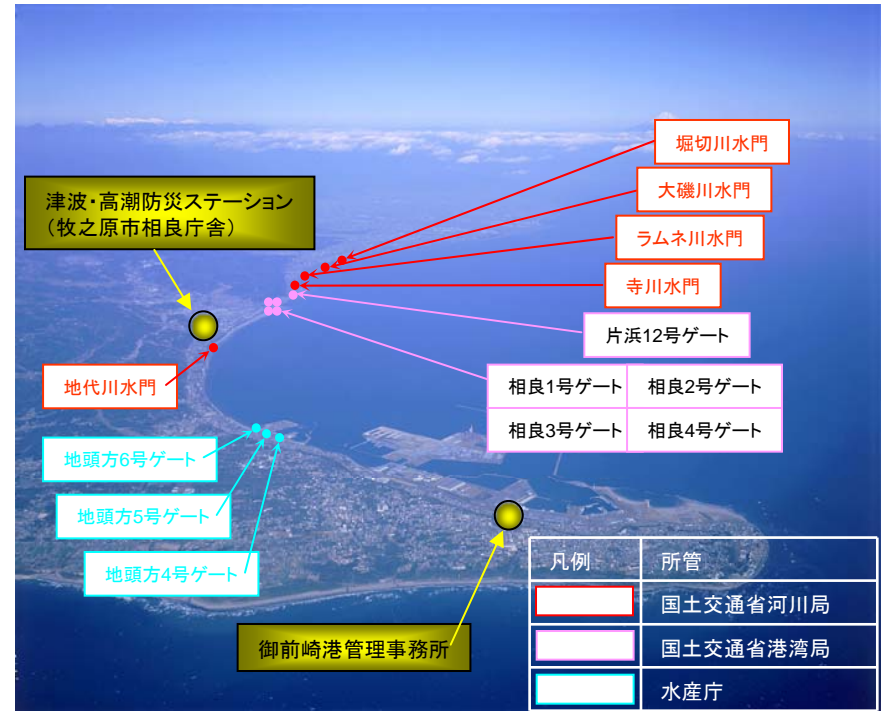 堀切川水門
大磯川水門
ラムネ川水門
寺川水門
津波・高潮防災ステーション
（牧之原市相良庁舎）
片浜12号ゲート
相良1号ゲート 相良2号ゲート
相良3号ゲート 相良4号ゲート
地代川水門
地頭方6号ゲート
地頭方5号ゲート
地頭方4号ゲート
御前崎港管理事務所
凡例 所管
国土交通省河川局
国土交通省港湾局
水産庁